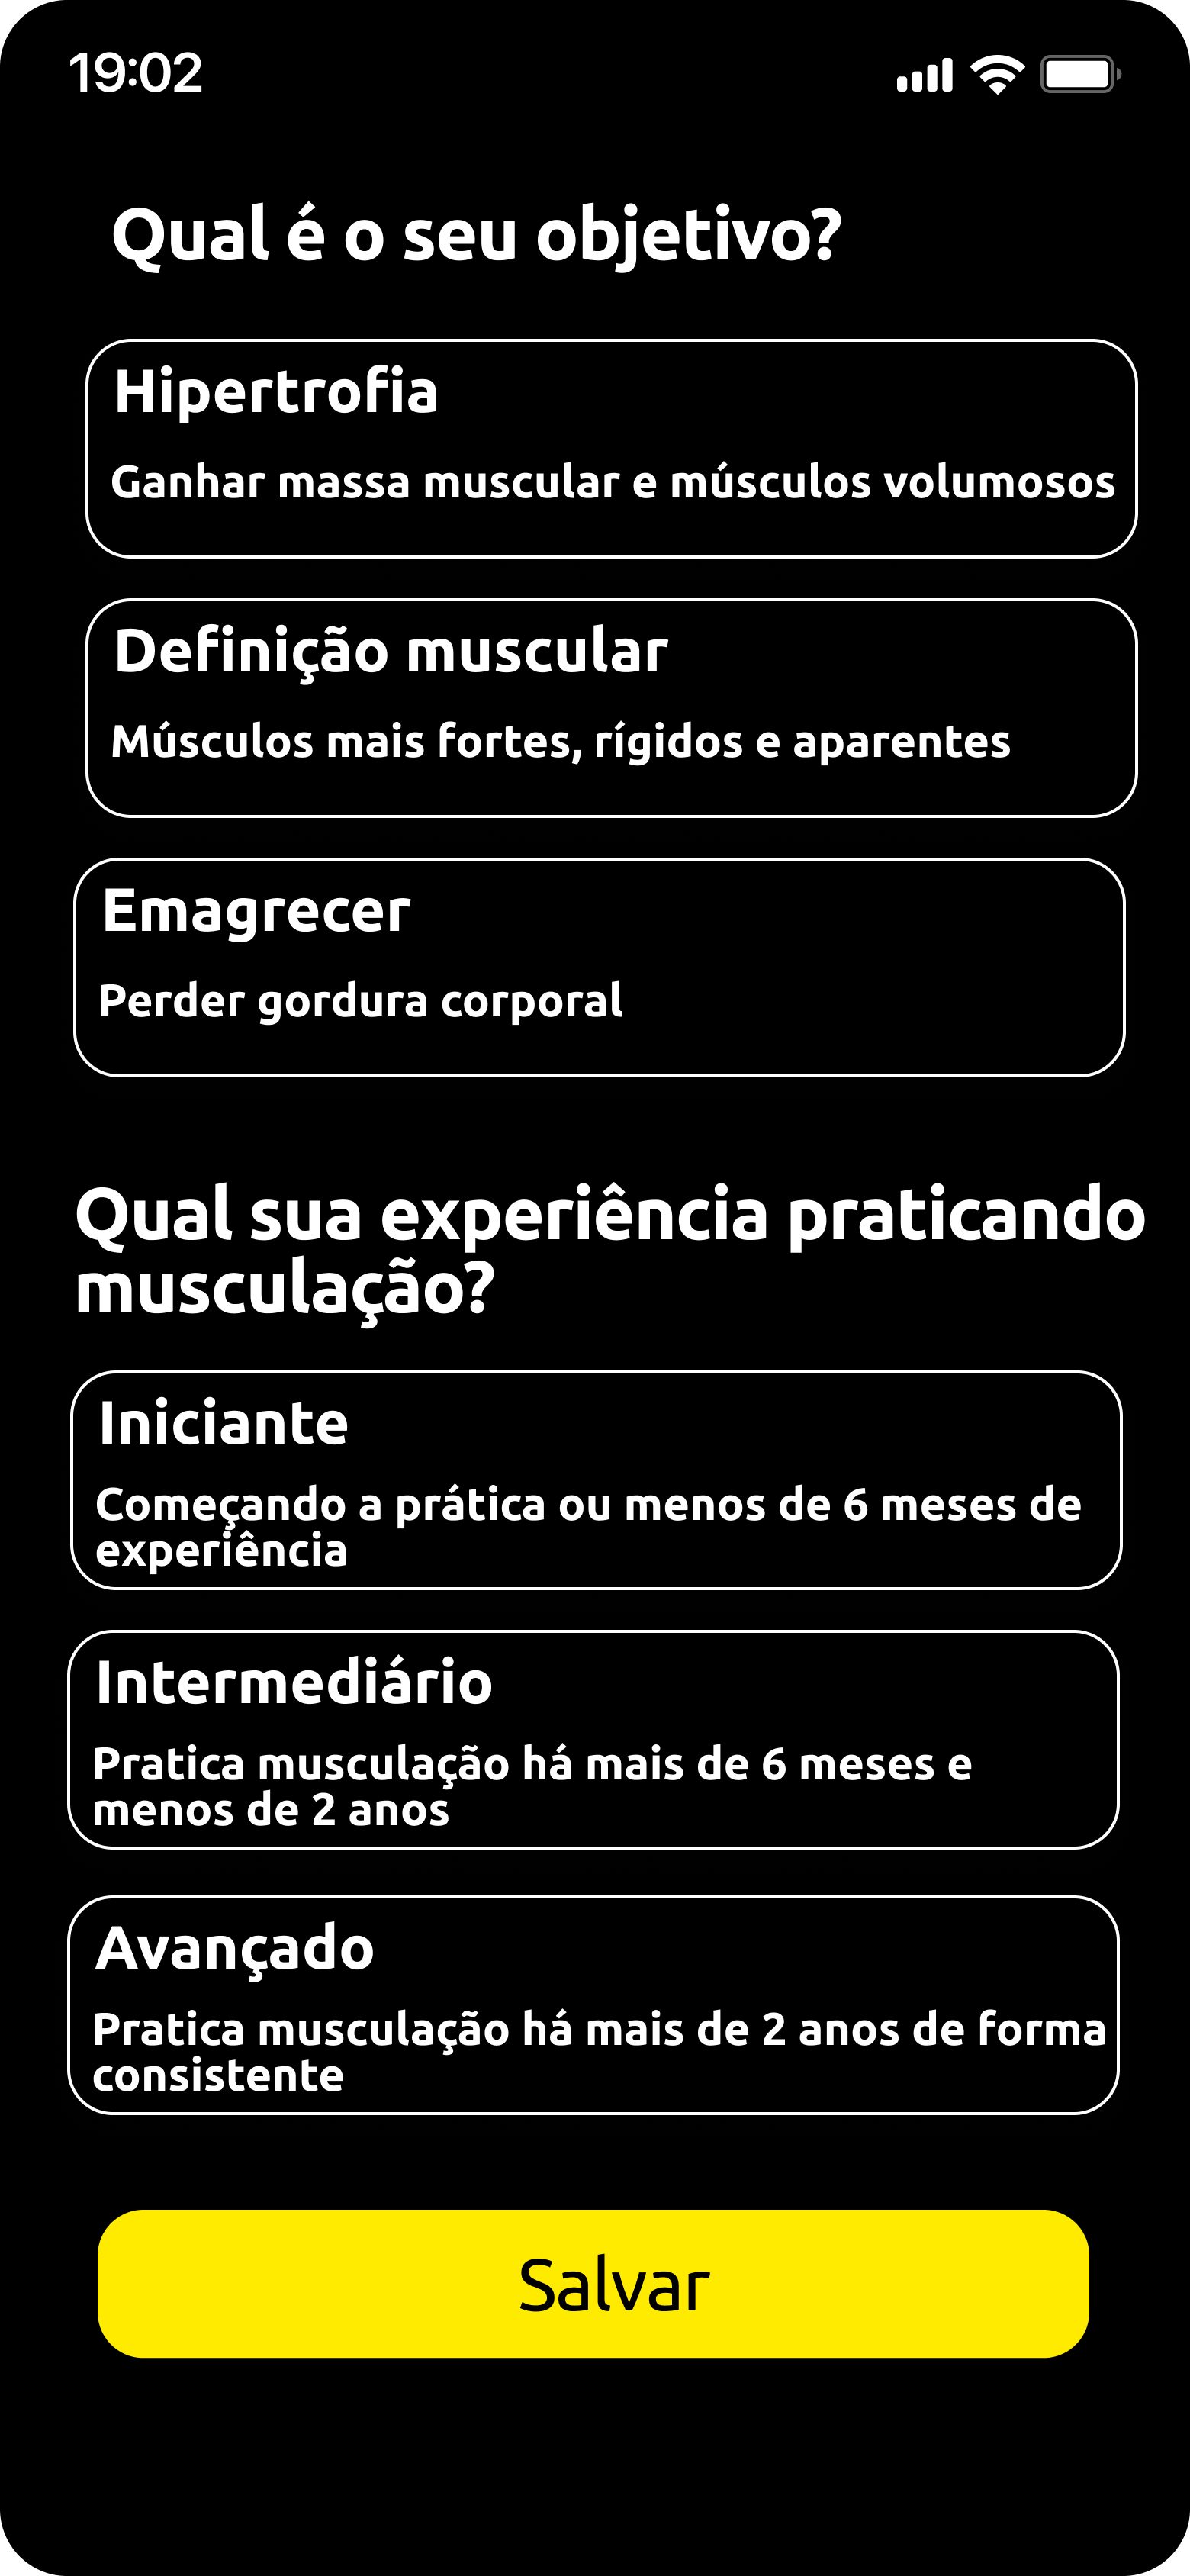 19:02
Qual é o seu objetivo?
Hipertrofia
Ganhar massa muscular e músculos volumosos
Definição muscular
Músculos mais fortes, rígidos e aparentes
Emagrecer
Perder gordura corporal
Qual sua experiência praticando
musculação?
Iniciante
Começando a prática ou menos de 6 meses de
experiência
Intermediário
Pratica musculação há mais de 6 meses e
menos de 2 anos
Avançado
Pratica musculação há mais de 2 anos de forma
consistente
Salvar